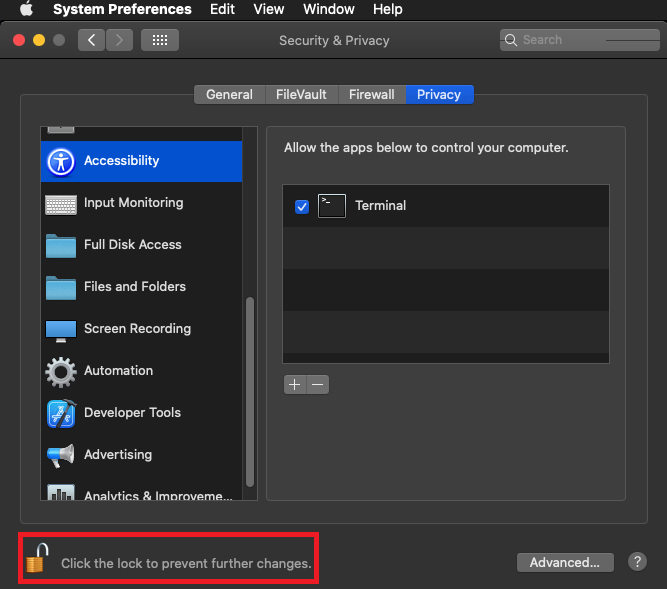 System Preferences Edit View Window Help
Security & Privacy
Search
General FileVault Firewall Privacy
Accessibility
Input Monitoring
Full Disk Access
Files and Folders
Screen Recording
Automation
Developer Tools
Advertising
Analytics & Improveme...
Allow the apps below to control your computer.
>_ Terminal
+ −
Click the lock to prevent further changes.
Advanced... ?